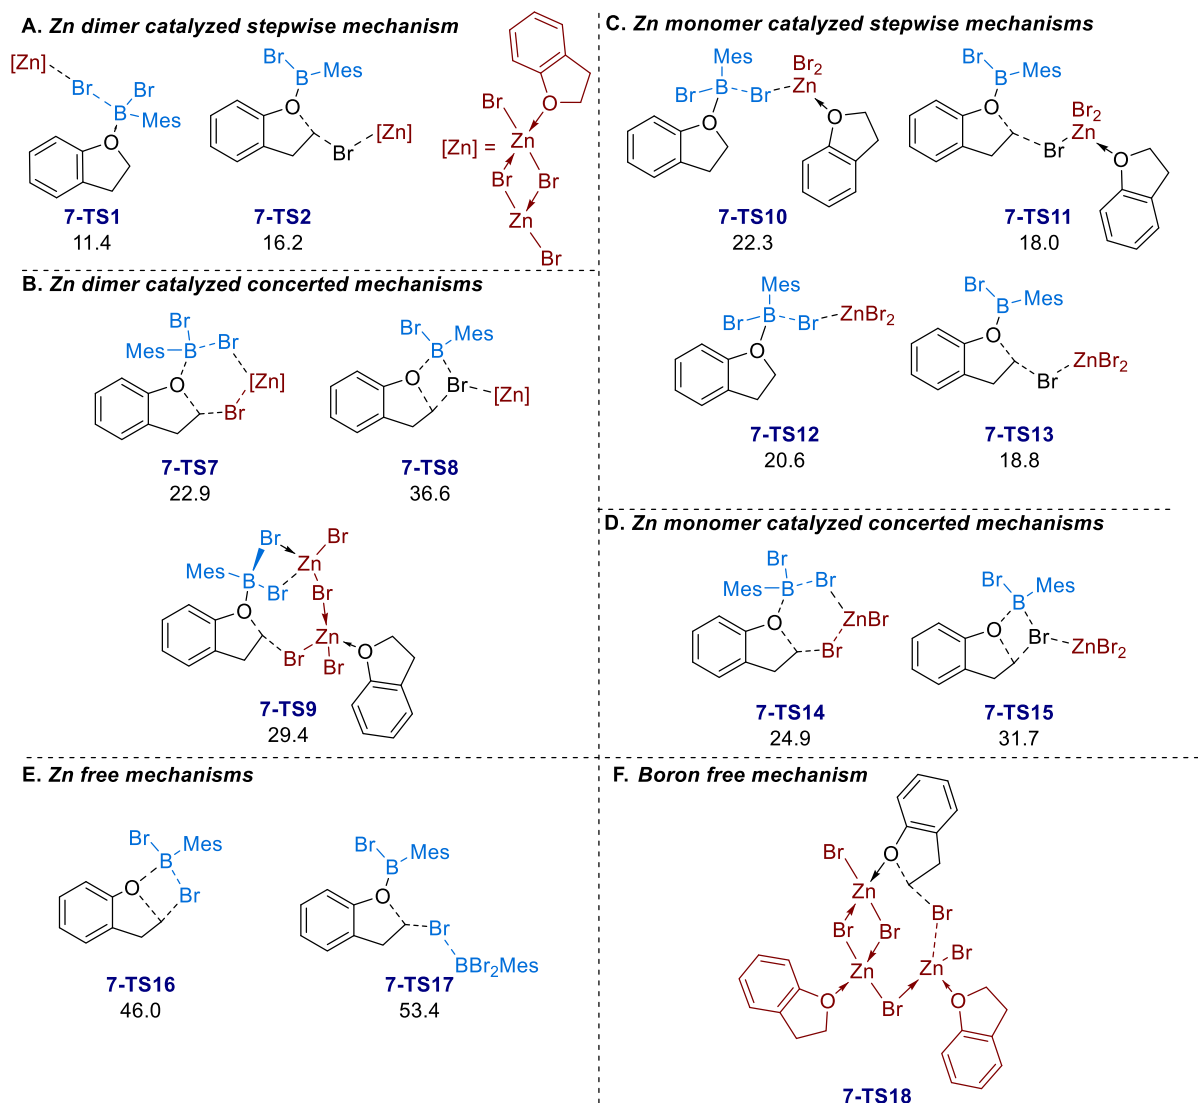 A. Zn dimer catalyzed stepwise mechanism
[Zn]
Br
Br
B
Mes
O
7-TS1
11.4
Br
B
Mes
O
Br
[Zn]
7-TS2
16.2
[Zn] =
O
Br
Zn
Br
Br
Zn
Br
B. Zn dimer catalyzed concerted mechanisms
Br
Br
Mes
B
O
[Zn]
Br
7-TS7
22.9
Br
Mes
B
O
Br
[Zn]
7-TS8
36.6
Br
Br
Zn
Mes
B
Br
Br
O
Zn
O
Br
Br
7-TS9
29.4
C. Zn monomer catalyzed stepwise mechanisms
Mes
Br
B
Br
Br2
Zn
O
O
7-TS10
22.3
Br
B
Mes
O
Br2
Zn
Br
O
7-TS11
18.0
Mes
Br
B
Br
ZnBr2
O
7-TS12
20.6
Br
B
Mes
O
ZnBr2
Br
7-TS13
18.8
D. Zn monomer catalyzed concerted mechanisms
Br
Br
Mes
B
O
ZnBr
Br
7-TS14
24.9
Br
Mes
B
O
Br
ZnBr2
7-TS15
31.7
E. Zn free mechanisms
Br
Mes
B
O
Br
7-TS16
46.0
Br
B
Mes
O
Br
BBr2Mes
7-TS17
53.4
F. Boron free mechanism
Br
O
Zn
Br
Br
Br
Zn
Zn
Br
O
Br
O
7-TS18